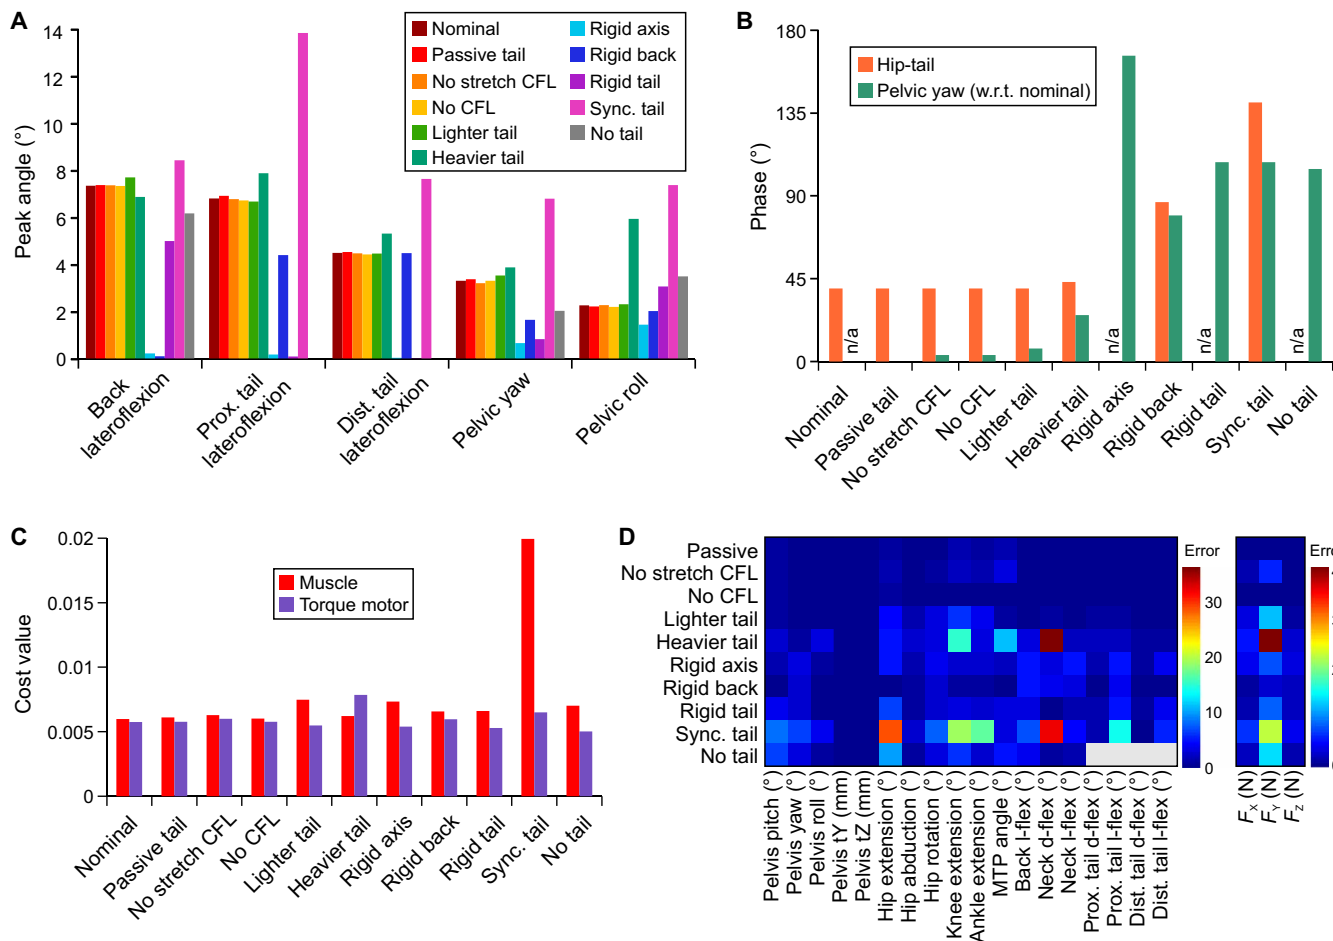 A
14
12
10
8
6
4
2
0
Peak angle (°)
Nominal
Passive tail
No stretch CFL
No CFL
Lighter tail
Heavier tail
Rigid axis
Rigid back
Rigid tail
Sync. tail
No tail
Back
lateroflexion
Prox. tail
lateroflexion
Dist. tail
lateroflexion
Pelvic yaw
Pelvic roll
B
180
135
90
45
0
Phase (°)
Hip-tail
Pelvic yaw (w.r.t. nominal)
n/a
n/a
n/a
n/a
Nominal
Passive tail
No stretch CFL
No CFL
Lighter tail
Heavier tail
Rigid axis
Rigid back
Rigid tail
Sync. tail
No tail
C
0.02
0.015
0.01
0.005
0
Cost value
Muscle
Torque motor
Nominal
Passive tail
No stretch CFL
No CFL
Lighter tail
Heavier tail
Rigid axis
Rigid back
Rigid tail
Sync. tail
No tail
D
Passive
No stretch CFL
No CFL
Lighter tail
Heavier tail
Rigid axis
Rigid back
Rigid tail
Sync. tail
No tail
Pelvis pitch (°)
Pelvis yaw (°)
Pelvis roll (°)
Pelvis tY (mm)
Pelvis tZ (mm)
Hip extension (°)
Hip abduction (°)
Hip rotation (°)
Knee extension (°)
Ankle extension (°)
MTP angle (°)
Back l-flex (°)
Neck d-flex (°)
Neck l-flex (°)
Prox. tail d-flex (°)
Prox. tail l-flex (°)
Dist. tail d-flex (°)
Dist. tail l-flex (°)
Error
30
20
10
0
Fx (N)
FY (N)
Fz (N)